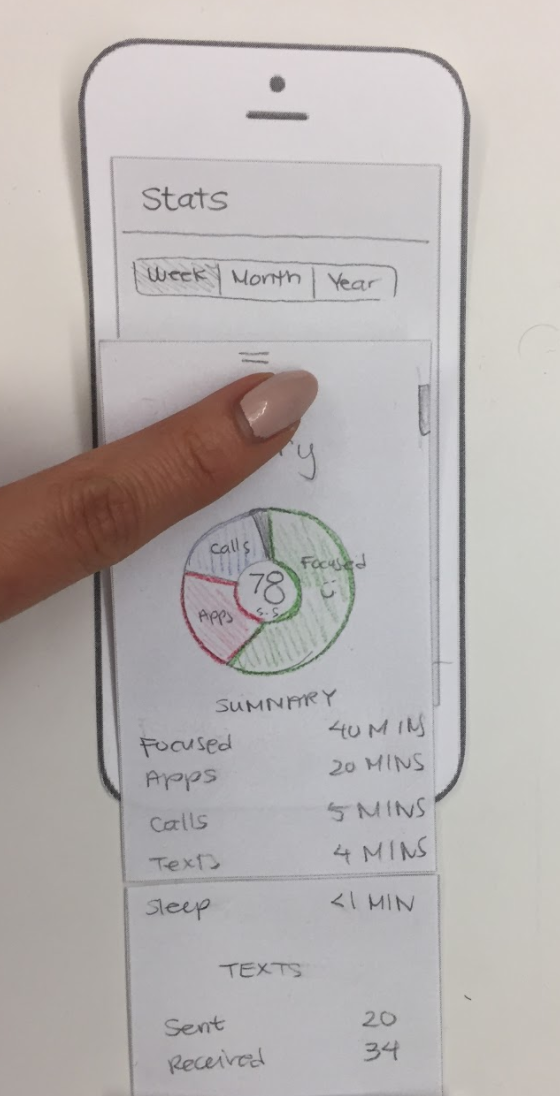 Stats
Week Month Year
Calls
Focused
78
Apps
S.S
SUMMARY
Focused 40 MINS
Apps 20 MINS
Calls 5 MINS
Texts 4 MINS
Sleep <1 MIN
TEXTS
Sent 20
Received 34